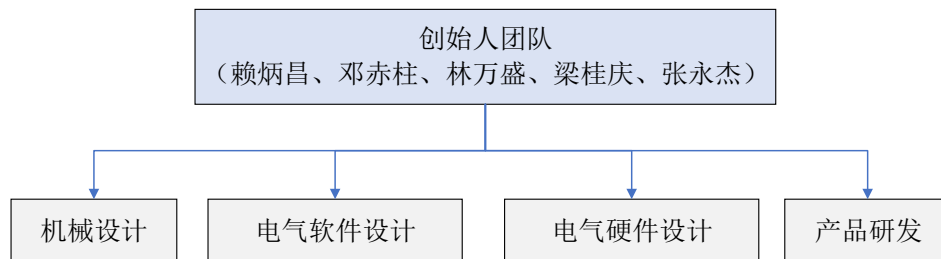 创始人团队
（赖炳昌、邓赤柱、林万盛、梁桂庆、张永杰）
机械设计
电气软件设计
电气硬件设计
产品研发